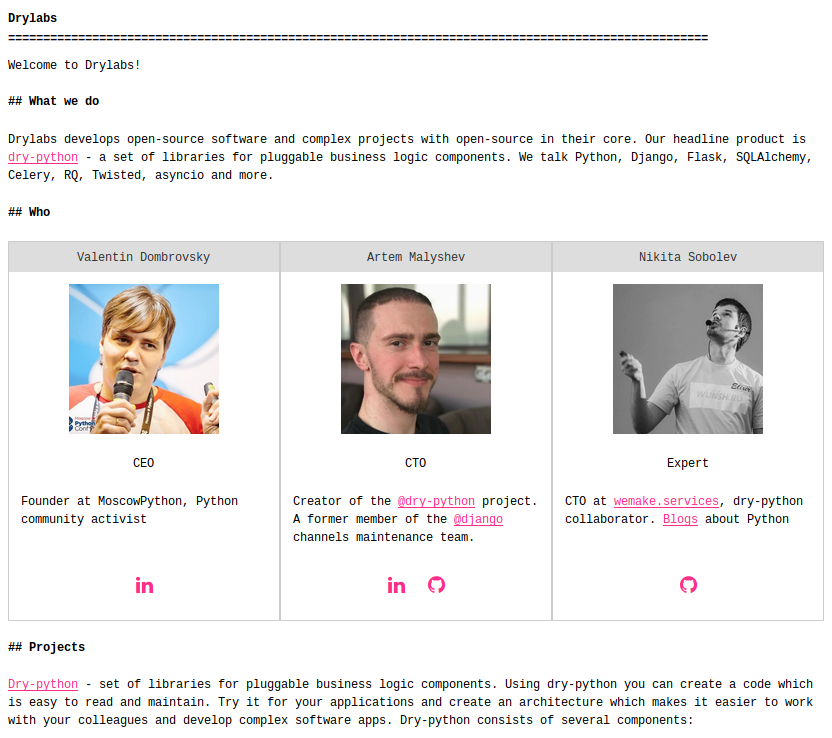 Drylabs
====================================================================================================
Welcome to Drylabs!
## What we do
Drylabs develops open-source software and complex projects with open-source in their core. Our headline product is
dry-python - a set of libraries for pluggable business logic components. We talk Python, Django, Flask, SQLAlchemy,
Celery, RQ, Twisted, asyncio and more.
## Who
Valentin Dombrovsky
Artem Malyshev
Nikita Sobolev
Python
Conf
CEO
CTO
Expert
Founder at MoscowPython, Python
community activist
Creator of the @dry-python project.
A former member of the @django
channels maintenance team.
CTO at wemake.services, dry-python
collaborator. Blogs about Python
in
in
## Projects
Dry-python - set of libraries for pluggable business logic components. Using dry-python you can create a code which
is easy to read and maintain. Try it for your applications and create an architecture which makes it easier to work
with your colleagues and develop complex software apps. Dry-python consists of several components: